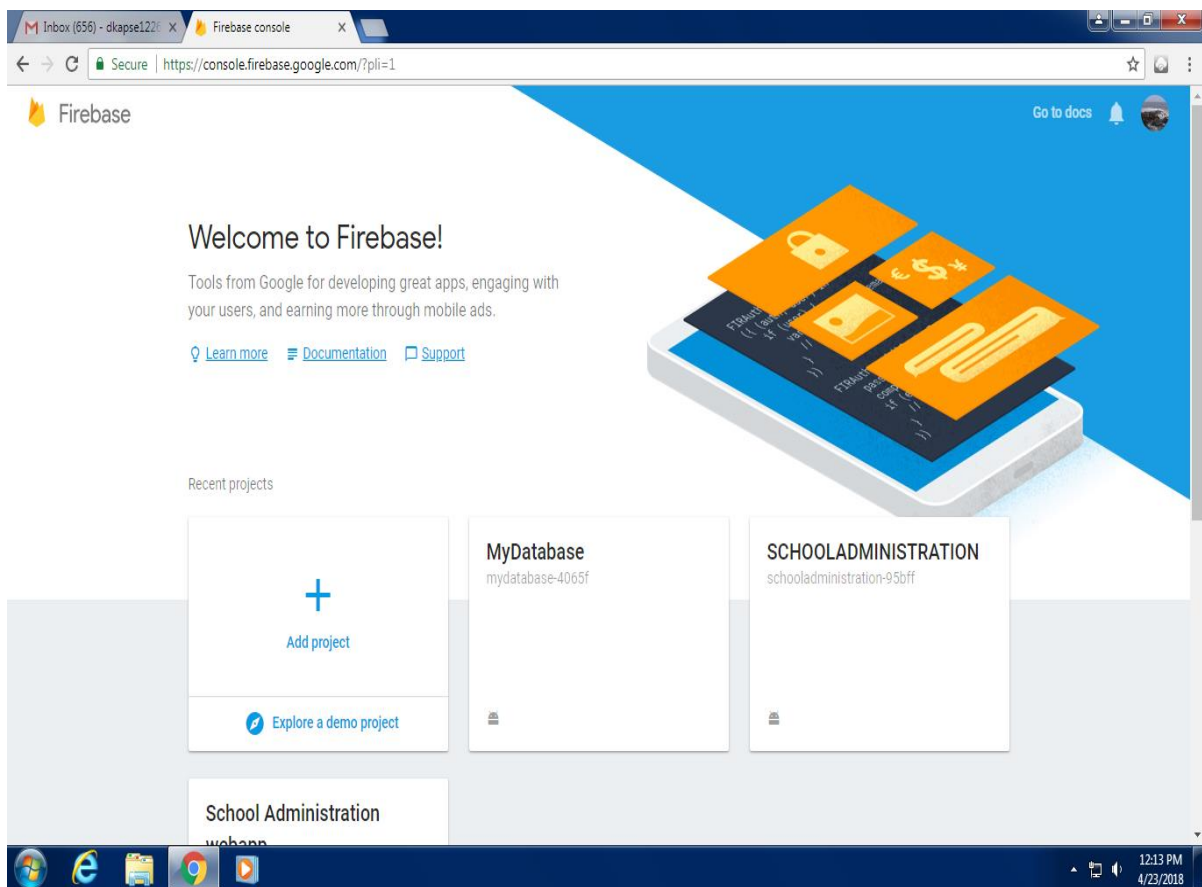 Inbox (656) - dkapse122
Firebase console
Secure | https://console.firebase.google.com/?pli=1
Firebase
Go to docs
Welcome to Firebase!
Tools from Google for developing great apps, engaging with
your users, and earning more through mobile ads.
Learn more Documentation Support
Recent projects
Add project
Explore a demo project
MyDatabase
mydatabase-4065f
SCHOOLADMINISTRATION
schooladministration-95bff
School Administration
webapp
12:13 PM
4/23/2018